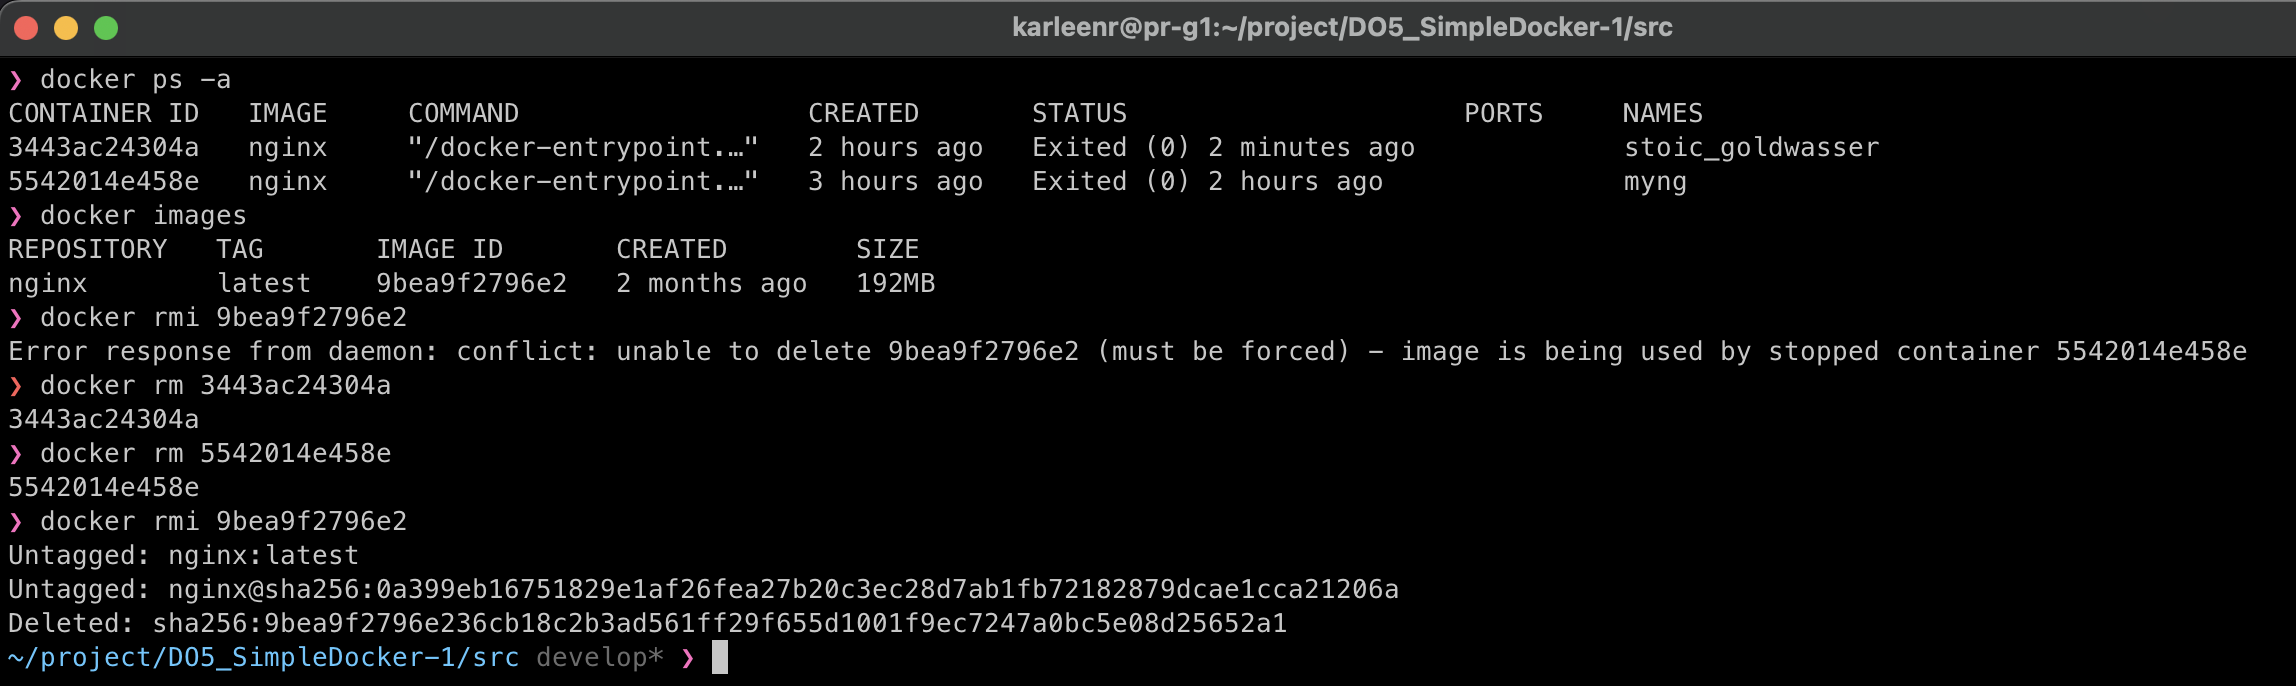 karleenr@pr-g1:~/project/DO5_SimpleDocker-1/src
❯ docker ps -a
CONTAINER ID   IMAGE     COMMAND                  CREATED       STATUS                     PORTS     NAMES
3443ac24304a   nginx     "/docker-entrypoint.…"   2 hours ago   Exited (0) 2 minutes ago             stoic_goldwasser
5542014e458e   nginx     "/docker-entrypoint.…"   3 hours ago   Exited (0) 2 hours ago               myng
❯ docker images
REPOSITORY   TAG       IMAGE ID       CREATED        SIZE
nginx        latest    9bea9f2796e2   2 months ago   192MB
❯ docker rmi 9bea9f2796e2
Error response from daemon: conflict: unable to delete 9bea9f2796e2 (must be forced) - image is being used by stopped container 5542014e458e
❯ docker rm 3443ac24304a
3443ac24304a
❯ docker rm 5542014e458e
5542014e458e
❯ docker rmi 9bea9f2796e2
Untagged: nginx:latest
Untagged: nginx@sha256:0a399eb16751829e1af26fea27b20c3ec28d7ab1fb72182879dcae1cca21206a
Deleted: sha256:9bea9f2796e236cb18c2b3ad561ff29f655d1001f9ec7247a0bc5e08d25652a1
~/project/DO5_SimpleDocker-1/src develop* ❯